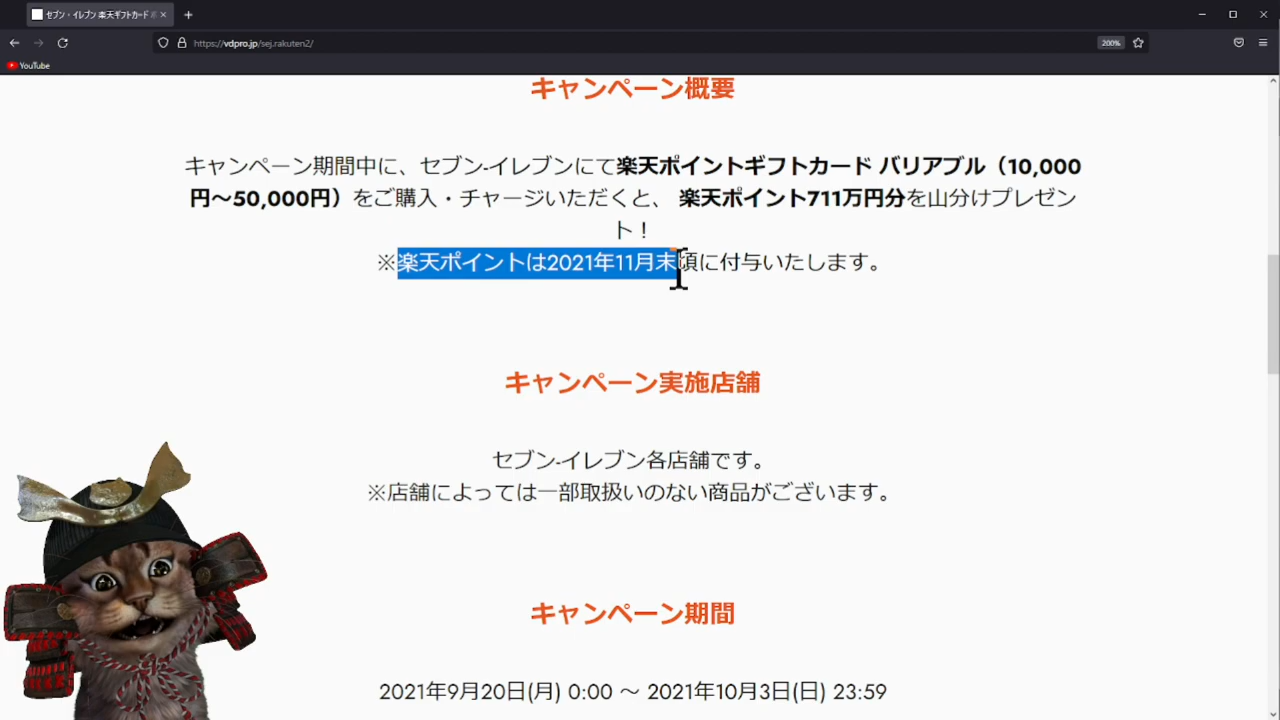 セブン‐イレブン 楽天ギフトカード
https://vdpro.jp/sej.rakuten2/
200%
YouTube
キャンペーン概要
キャンペーン期間中に、セブン‐イレブンにて楽天ポイントギフトカード バリアブル（10,000
円〜50,000円）をご購入・チャージいただくと、 楽天ポイント711万円分を山分けプレゼン
ト！
※楽天ポイントは2021年11月末頃に付与いたします。
キャンペーン実施店舗
セブン‐イレブン各店舗です。
※店舗によっては一部取扱いのない商品がございます。
キャンペーン期間
2021年9月20日(月) 0:00 〜 2021年10月3日(日) 23:59